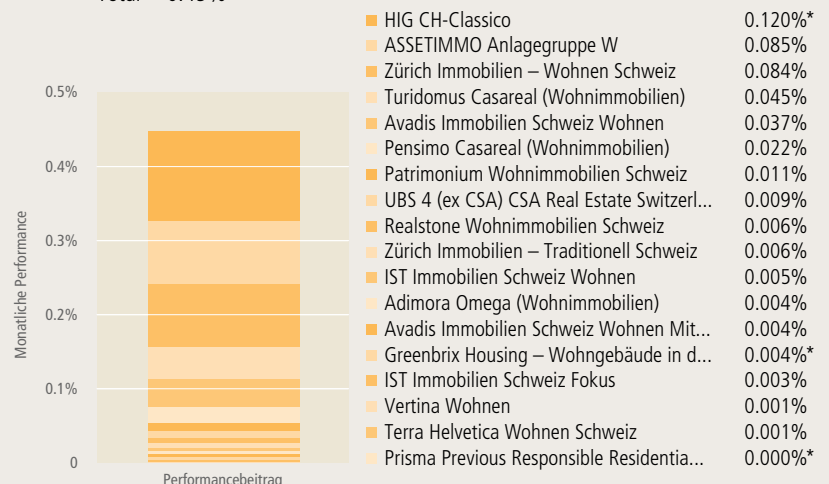 HIG CH-Classico 0.120%*
ASSETIMMO Anlagegruppe W 0.085%
Zürich Immobilien – Wohnen Schweiz 0.084%
Turidomus Casareal (Wohnimmobilien) 0.045%
Avadis Immobilien Schweiz Wohnen 0.037%
Pensimo Casareal (Wohnimmobilien) 0.022%
Patrimonium Wohnimmobilien Schweiz 0.011%
UBS 4 (ex CSA) CSA Real Estate Switzerl... 0.009%
Realstone Wohnimmobilien Schweiz 0.006%
Zürich Immobilien – Traditionell Schweiz 0.006%
IST Immobilien Schweiz Wohnen 0.005%
Adimora Omega (Wohnimmobilien) 0.004%
Avadis Immobilien Schweiz Wohnen Mit... 0.004%
Greenbrix Housing – Wohngebäude in d... 0.004%*
IST Immobilien Schweiz Fokus 0.003%
Vertina Wohnen 0.001%
Terra Helvetica Wohnen Schweiz 0.001%
Prisma Previous Responsible Residentia... 0.000%*
Monatliche Performance
0.5%
0.4%
0.3%
0.2%
0.1%
0
Performancebeitrag